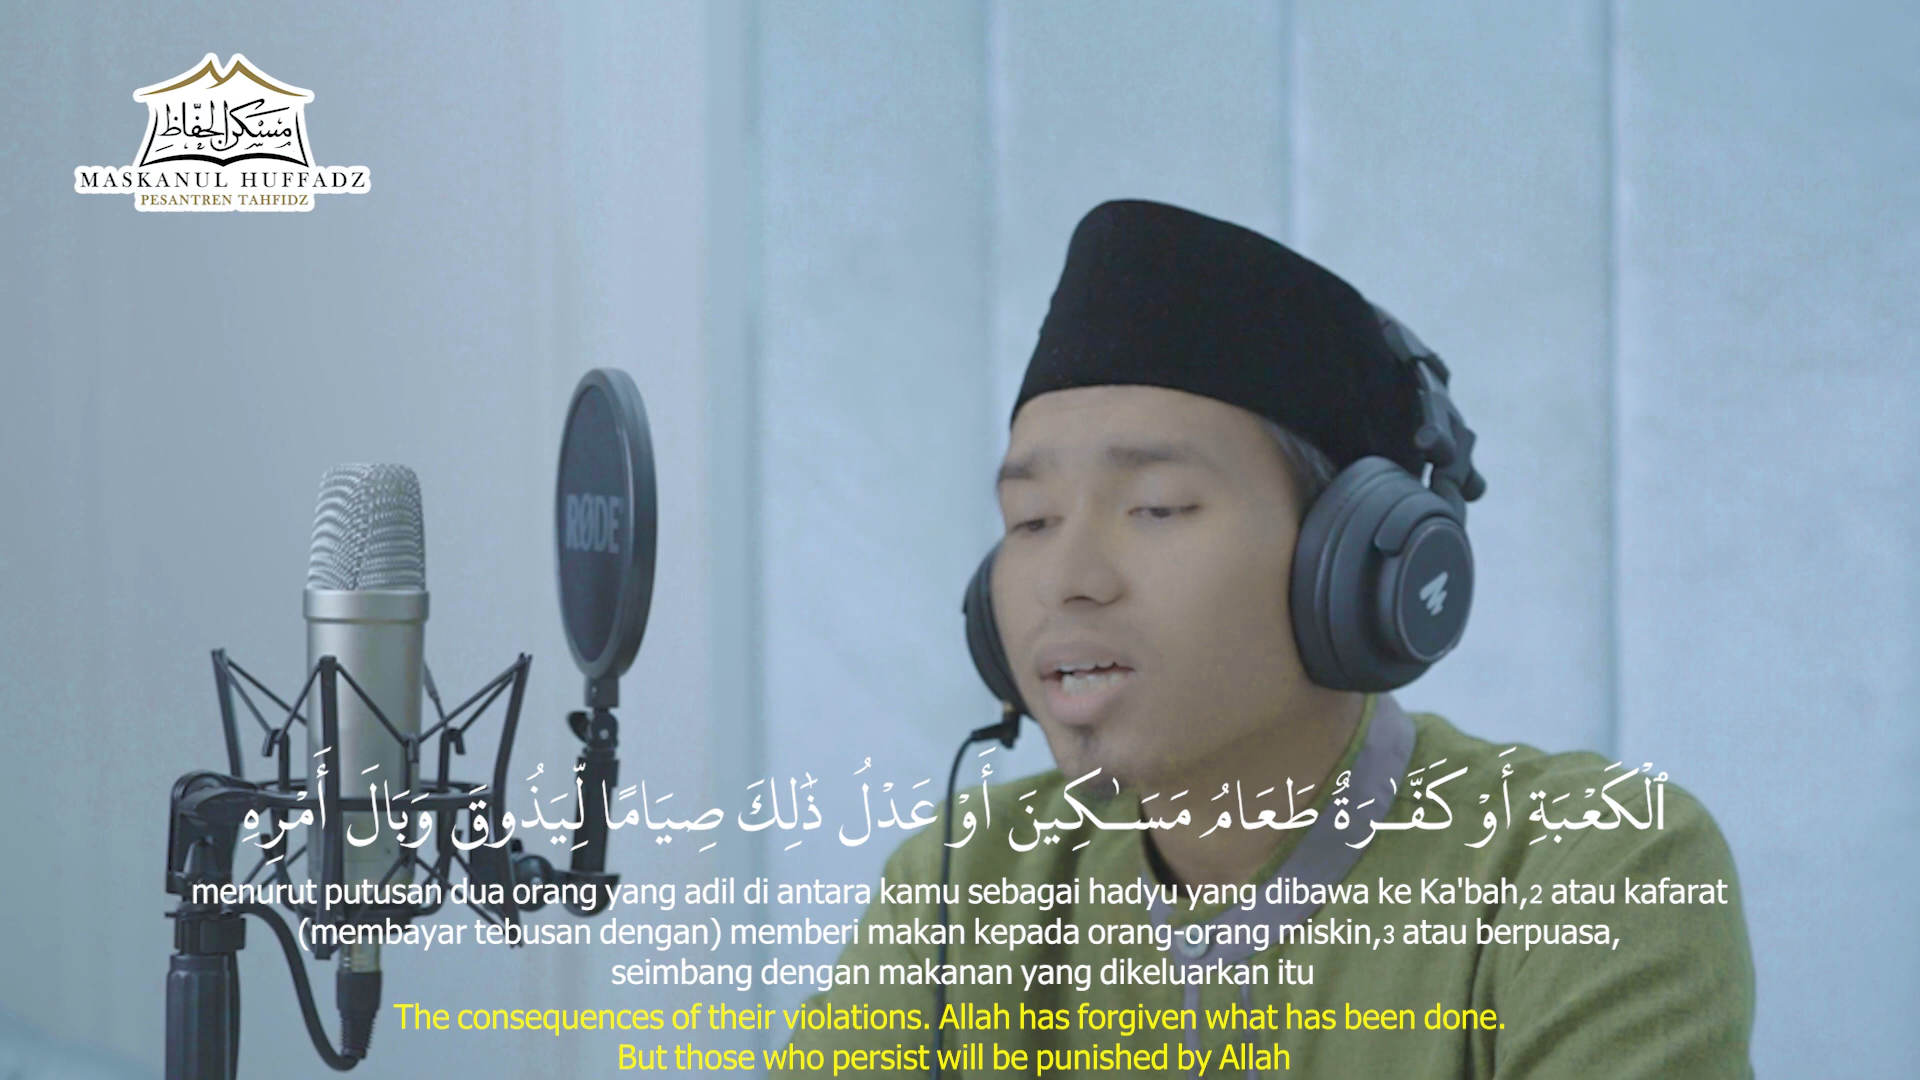 مسكن الحفاظ
MASKANUL HUFFADZ
PESANTREN TAHFIDZ
RØDE
ٱلْكَعْبَةِ أَوْ كَفَّـٰرَةٌ طَعَامُ مَسَـٰكِينَ أَوْ عَدْلُ ذَٰلِكَ صِيَامًا لِّيَذُوقَ وَبَالَ أَمْرِهِ
menurut putusan dua orang yang adil di antara kamu sebagai hadyu yang dibawa ke Ka'bah,2 atau kafarat
(membayar tebusan dengan) memberi makan kepada orang-orang miskin,3 atau berpuasa,
seimbang dengan makanan yang dikeluarkan itu
The consequences of their violations. Allah has forgiven what has been done.
But those who persist will be punished by Allah